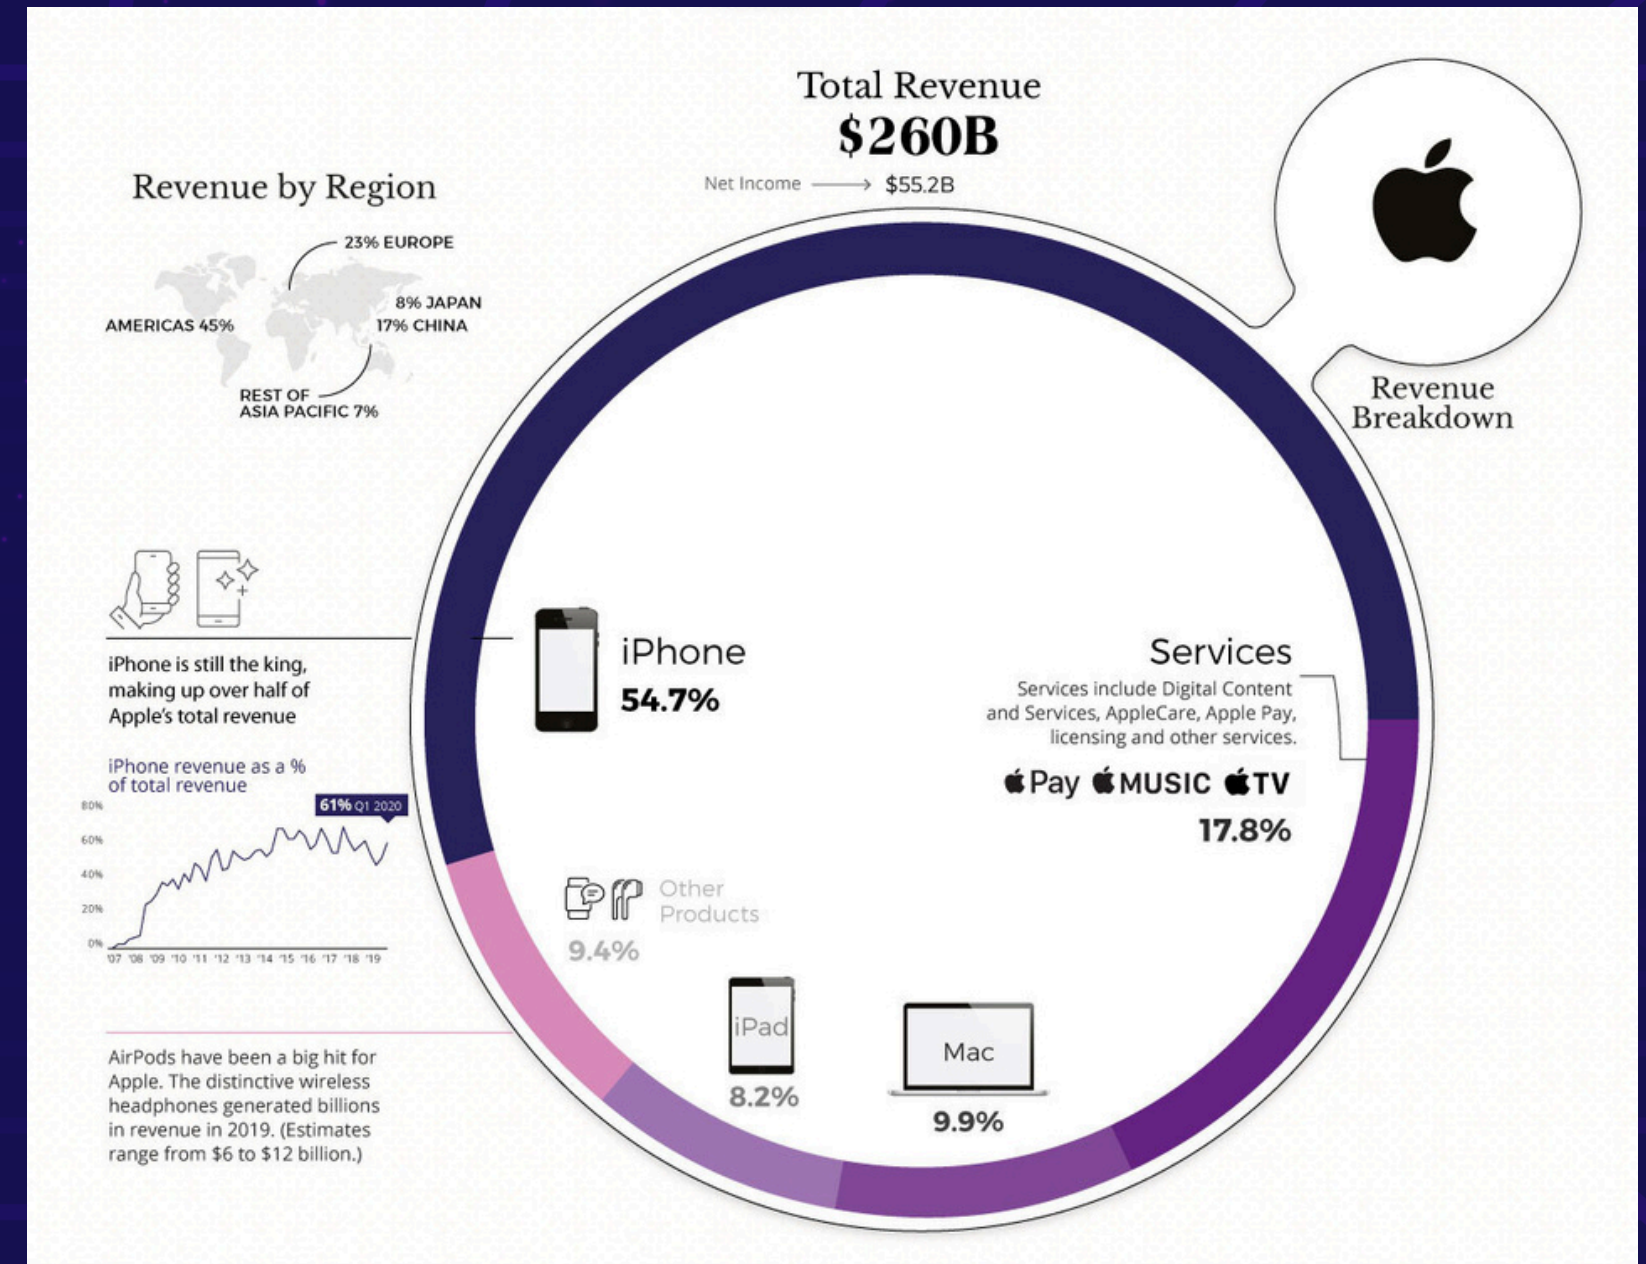 Total Revenue
$260B
Net Income
$55.2B
Revenue by Region
23% EUROPE
8% JAPAN
AMERICAS 45%
17% CHINA
REST OF
ASIA PACIFIC 7%
Revenue
Breakdown
iPhone is still the king,
making up over half of
Apple's total revenue
iPhone revenue as a %
of total revenue
61% Q1 2020
80%
60%
40%
20%
0%
'07 '08 '09 '10 '11 '12 '13 '14 '15 '16 '17 '18 '19
AirPods have been a big hit for
Apple. The distinctive wireless
headphones generated billions
in revenue in 2019. (Estimates
range from $6 to $12 billion.)
iPhone
54.7%
Services
Services include Digital Content
and Services, AppleCare, Apple Pay,
licensing and other services.
Pay MUSIC TV
17.8%
Other
Products
9.4%
iPad
8.2%
Mac
9.9%